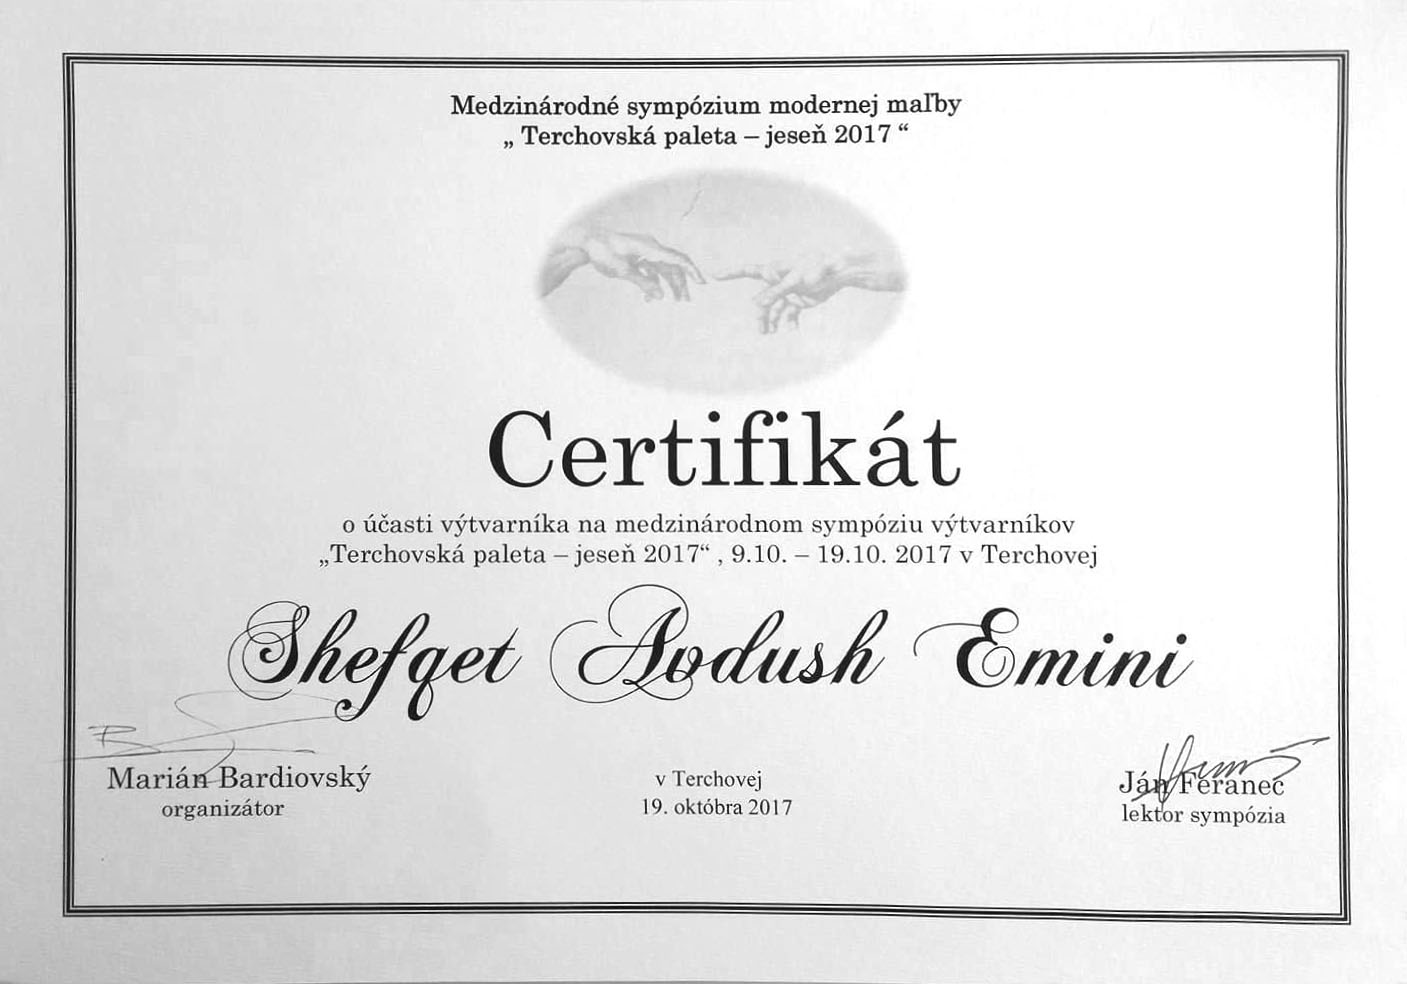 Medzinárodné sympózium modernej maľby
„ Terchovská paleta – jeseň 2017 “
Certifikát
o účasti výtvarníka na medzinárodnom sympóziu výtvarníkov
„Terchovská paleta – jeseň 2017“ , 9.10. – 19.10. 2017 v Terchovej
Shefqet Avdush Emini
Marián Bardiovský
organizátor
v Terchovej
19. októbra 2017
Ján Feranec
lektor sympózia